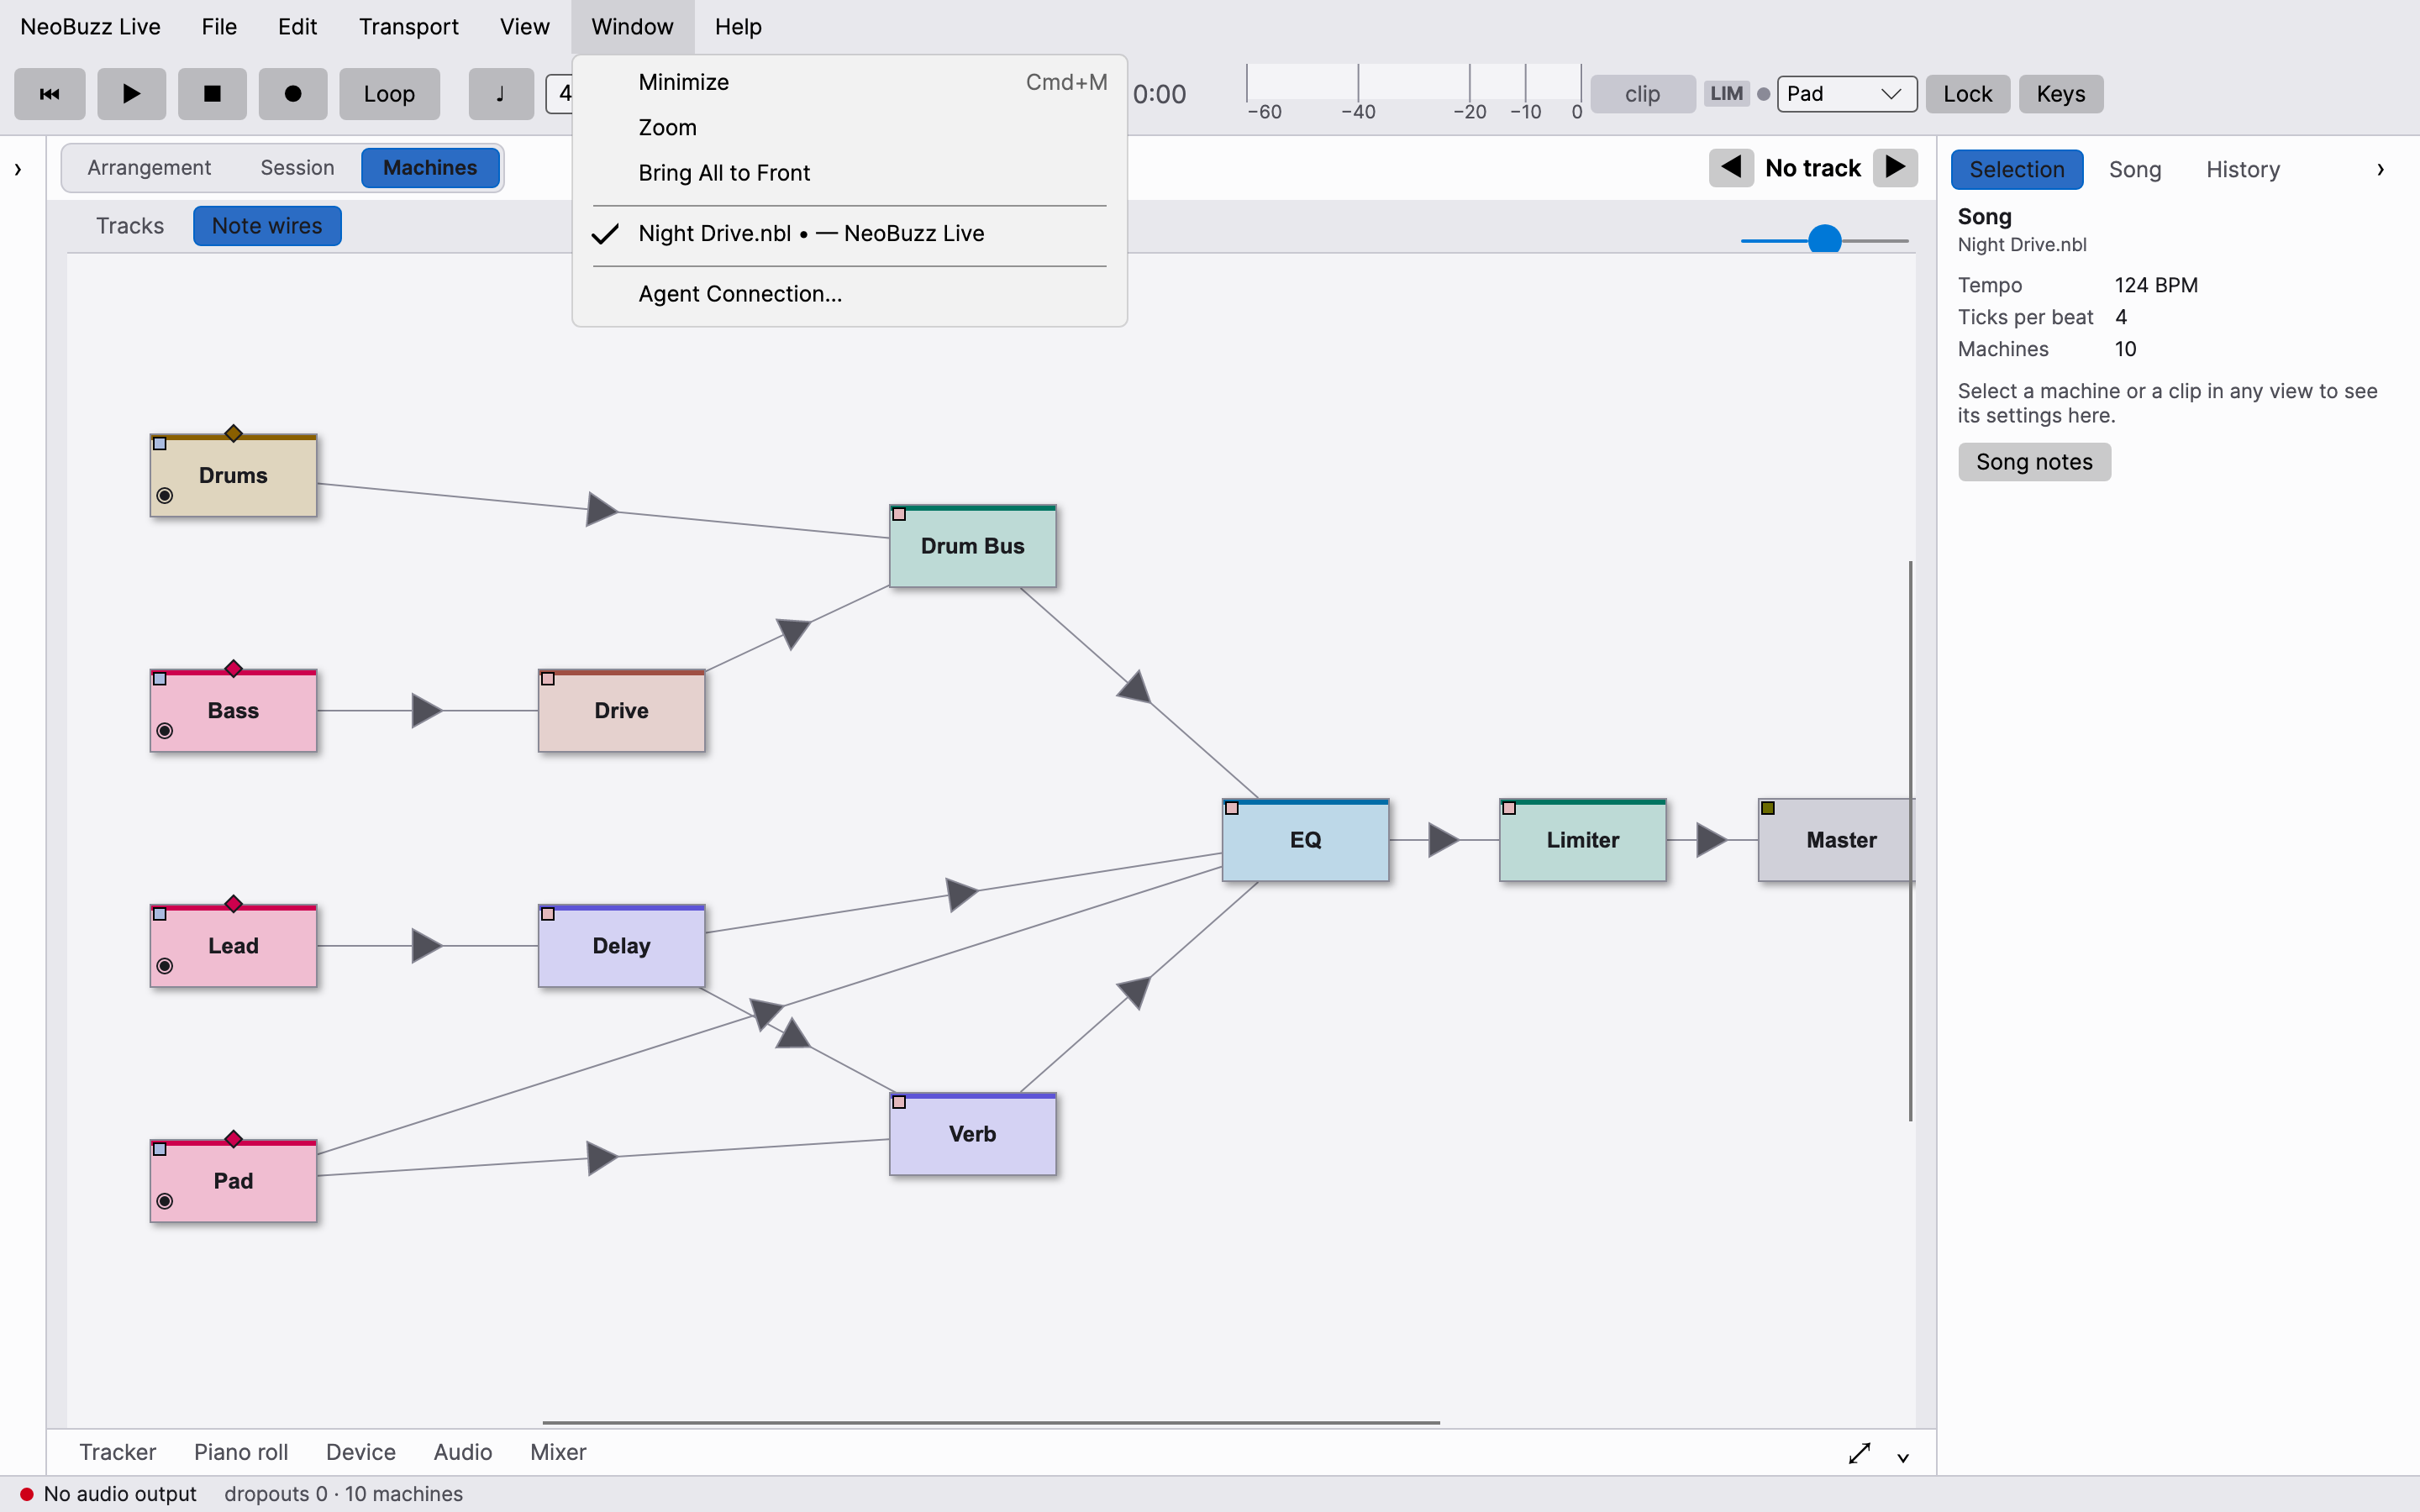 NeoBuzz Live File Edit Transport View Window Help
Loop ♩ 4 0:00 clip LIM Pad Lock Keys
−60 −40 −20 −10 0
Minimize Cmd+M
Zoom
Bring All to Front
Night Drive.nbl • — NeoBuzz Live
Agent Connection...
Arrangement Session Machines No track
Tracks Note wires
Selection Song History
Song
Night Drive.nbl
Tempo 124 BPM
Ticks per beat 4
Machines 10
Select a machine or a clip in any view to see
its settings here.
Song notes
Drums
Drum Bus
Bass
Drive
EQ
Limiter
Master
Lead
Delay
Verb
Pad
Tracker Piano roll Device Audio Mixer
No audio output dropouts 0 · 10 machines